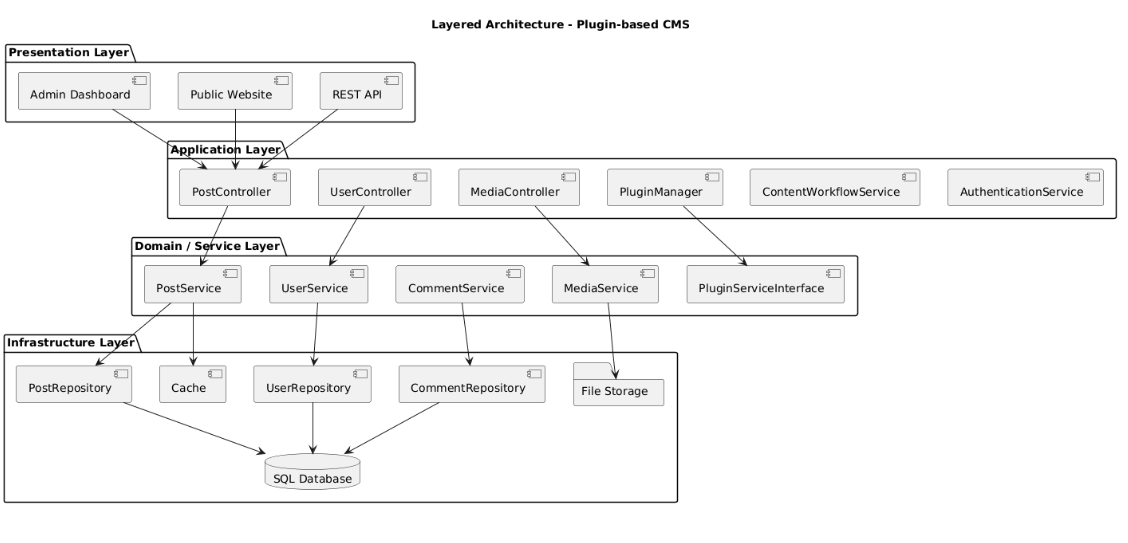 Layered Architecture - Plugin-based CMS
Presentation Layer
Admin Dashboard
Public Website
REST API
Application Layer
PostController
UserController
MediaController
PluginManager
ContentWorkflowService
AuthenticationService
Domain / Service Layer
PostService
UserService
CommentService
MediaService
PluginServiceInterface
Infrastructure Layer
PostRepository
Cache
UserRepository
CommentRepository
File Storage
SQL Database